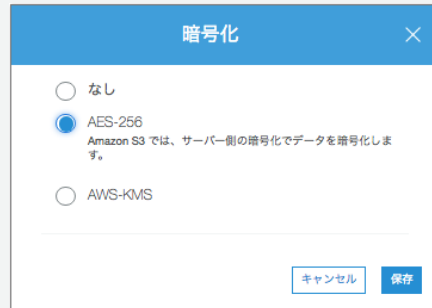 暗号化
なし
AES-256
Amazon S3 では、サーバー側の暗号化でデータを暗号化しま
す。
AWS-KMS
キャンセル
保存